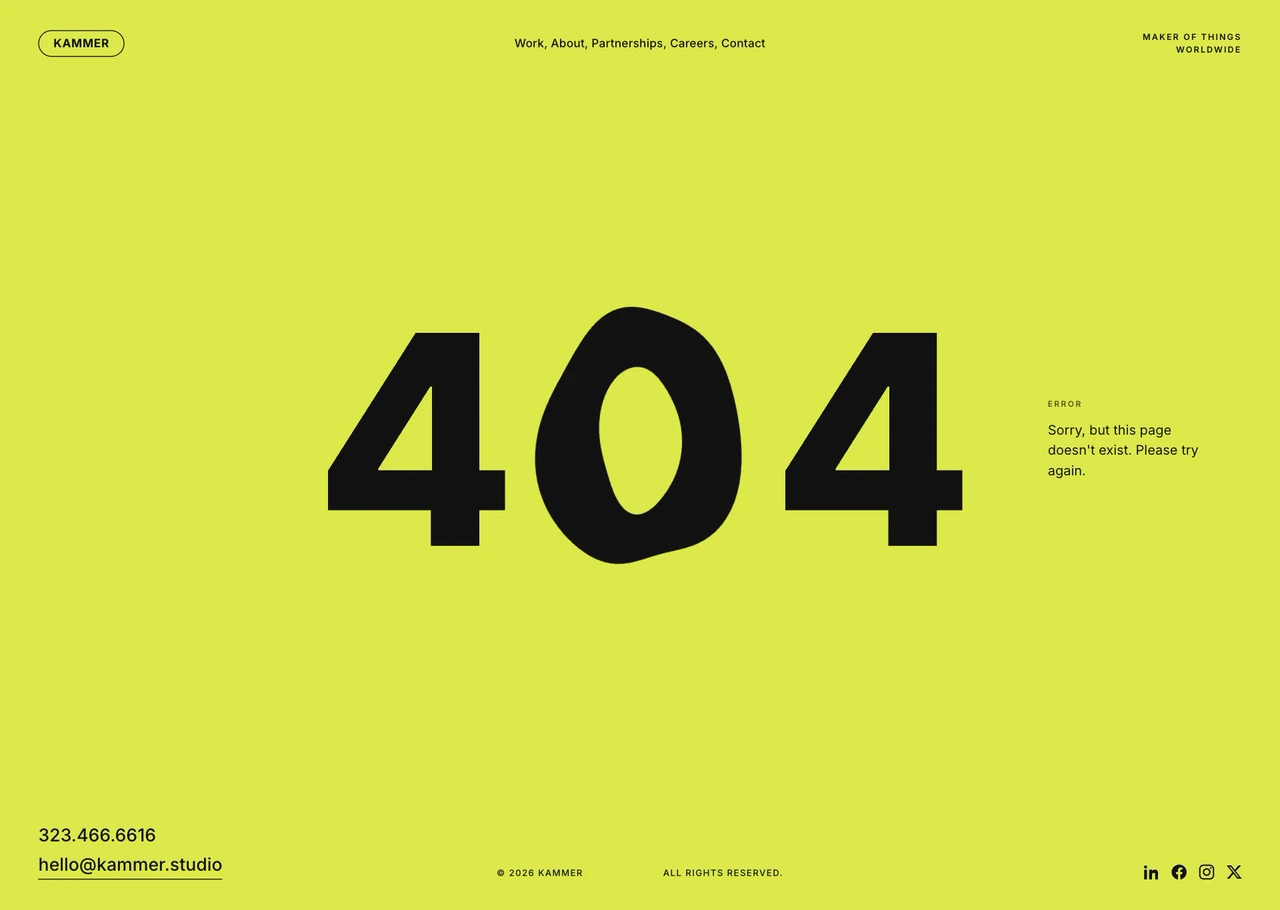 KAMMER
Work, About, Partnerships, Careers, Contact
MAKER OF THINGS
WORLDWIDE
404
ERROR
Sorry, but this page
doesn't exist. Please try
again.
323.466.6616
hello@kammer.studio
© 2026 KAMMER
ALL RIGHTS RESERVED.